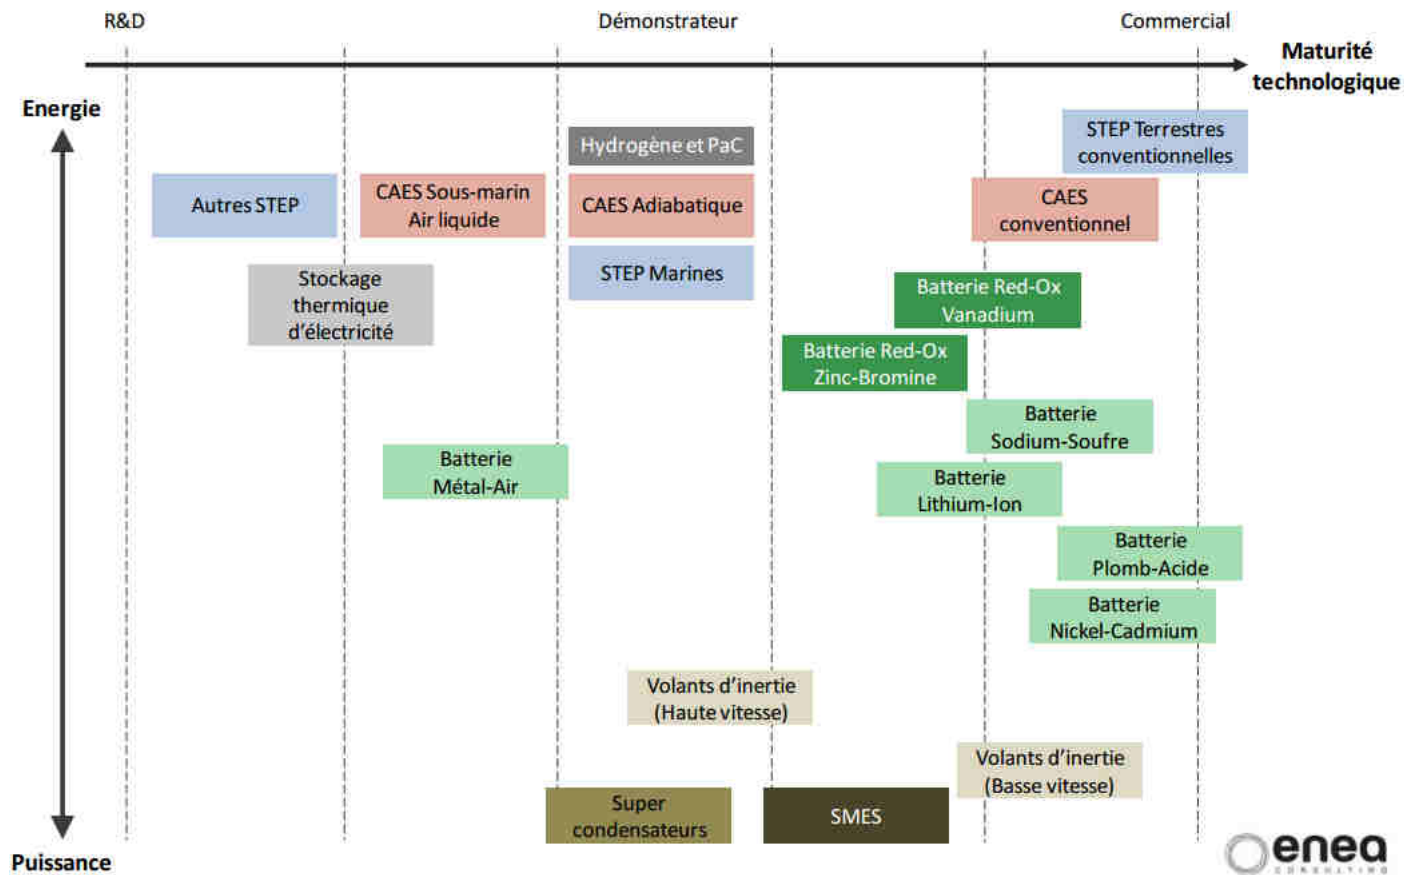 R&D
Démonstrateur
Commercial
Maturité
technologique
Energie
Hydrogène et PaC
STEP Terrestres
conventionnelles
Autres STEP
CAES Sous-marin
Air liquide
CAES Adiabatique
CAES
conventionnel
STEP Marines
Stockage
thermique
d'électricité
Batterie Red-Ox
Vanadium
Batterie Red-Ox
Zinc-Bromine
Batterie
Sodium-Soufre
Batterie
Métal-Air
Batterie
Lithium-Ion
Batterie
Plomb-Acide
Batterie
Nickel-Cadmium
Volants d'inertie
(Haute vitesse)
Volants d'inertie
(Basse vitesse)
Super
condensateurs
SMES
Puissance
enea
CONSULTING